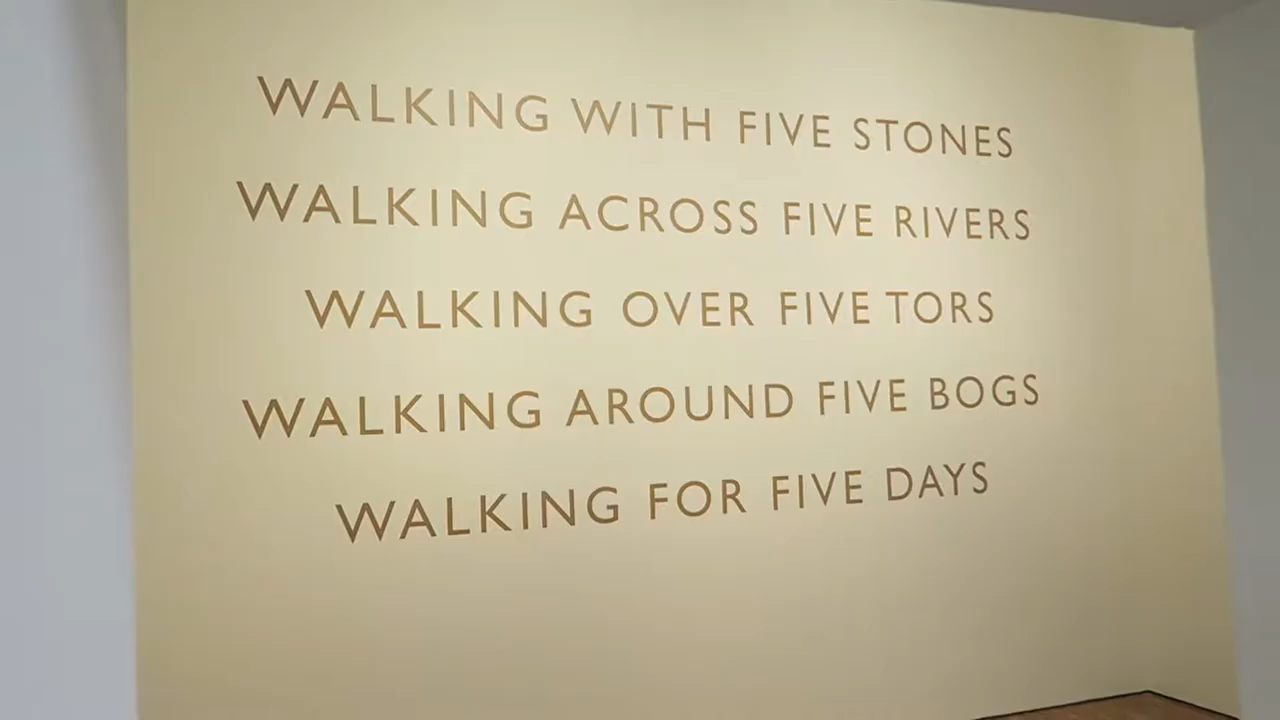 WALKING WITH FIVE STONES
WALKING ACROSS FIVE RIVERS
WALKING OVER FIVE TORS
WALKING AROUND FIVE BOGS
WALKING FOR FIVE DAYS